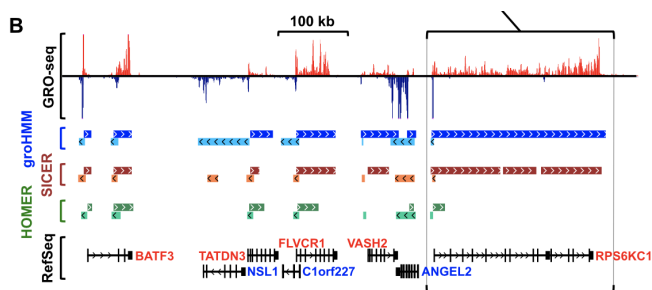 B
100 kb
GRO-seq
groHMM
SICER
HOMER
RefSeq
FLVCR1 VASH2
BATF3 TATDN3 RPS6KC1
NSL1 C1orf227 ANGEL2